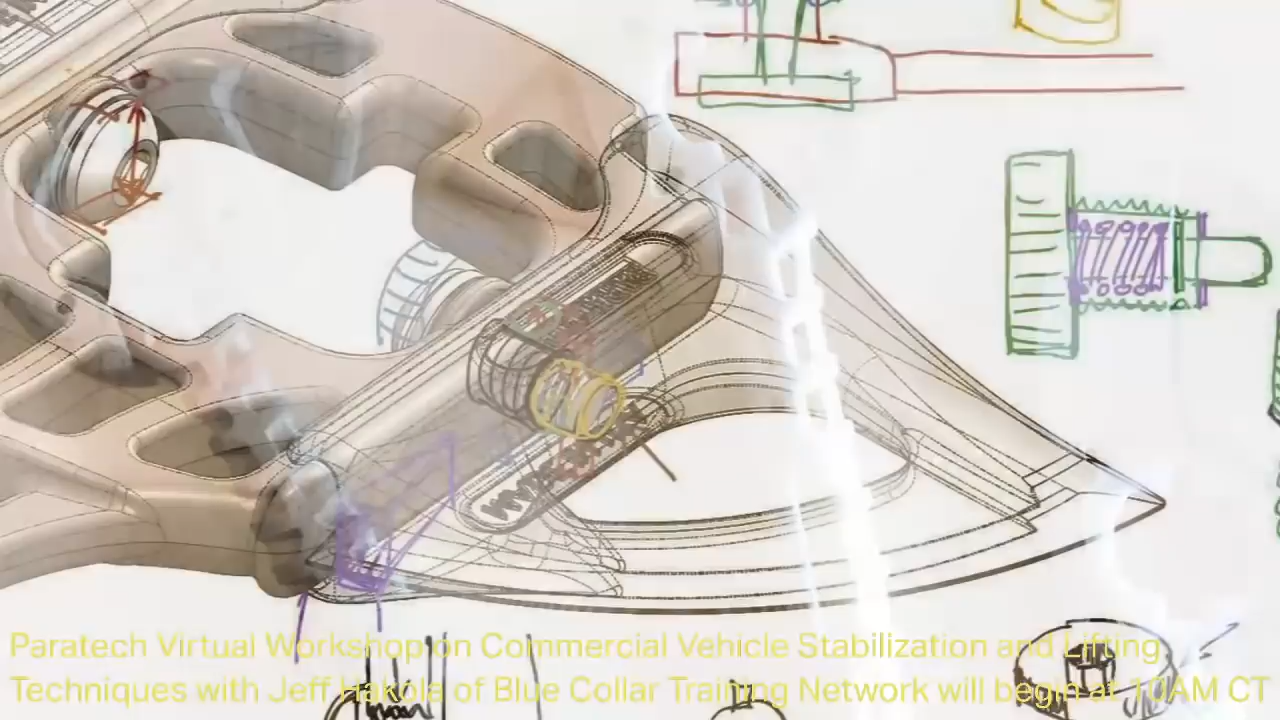 Paratech Virtual Workshop on Commercial Vehicle Stabilization and Lifting
Techniques with Jeff Hakola of Blue Collar Training Network will begin at 10AM CT